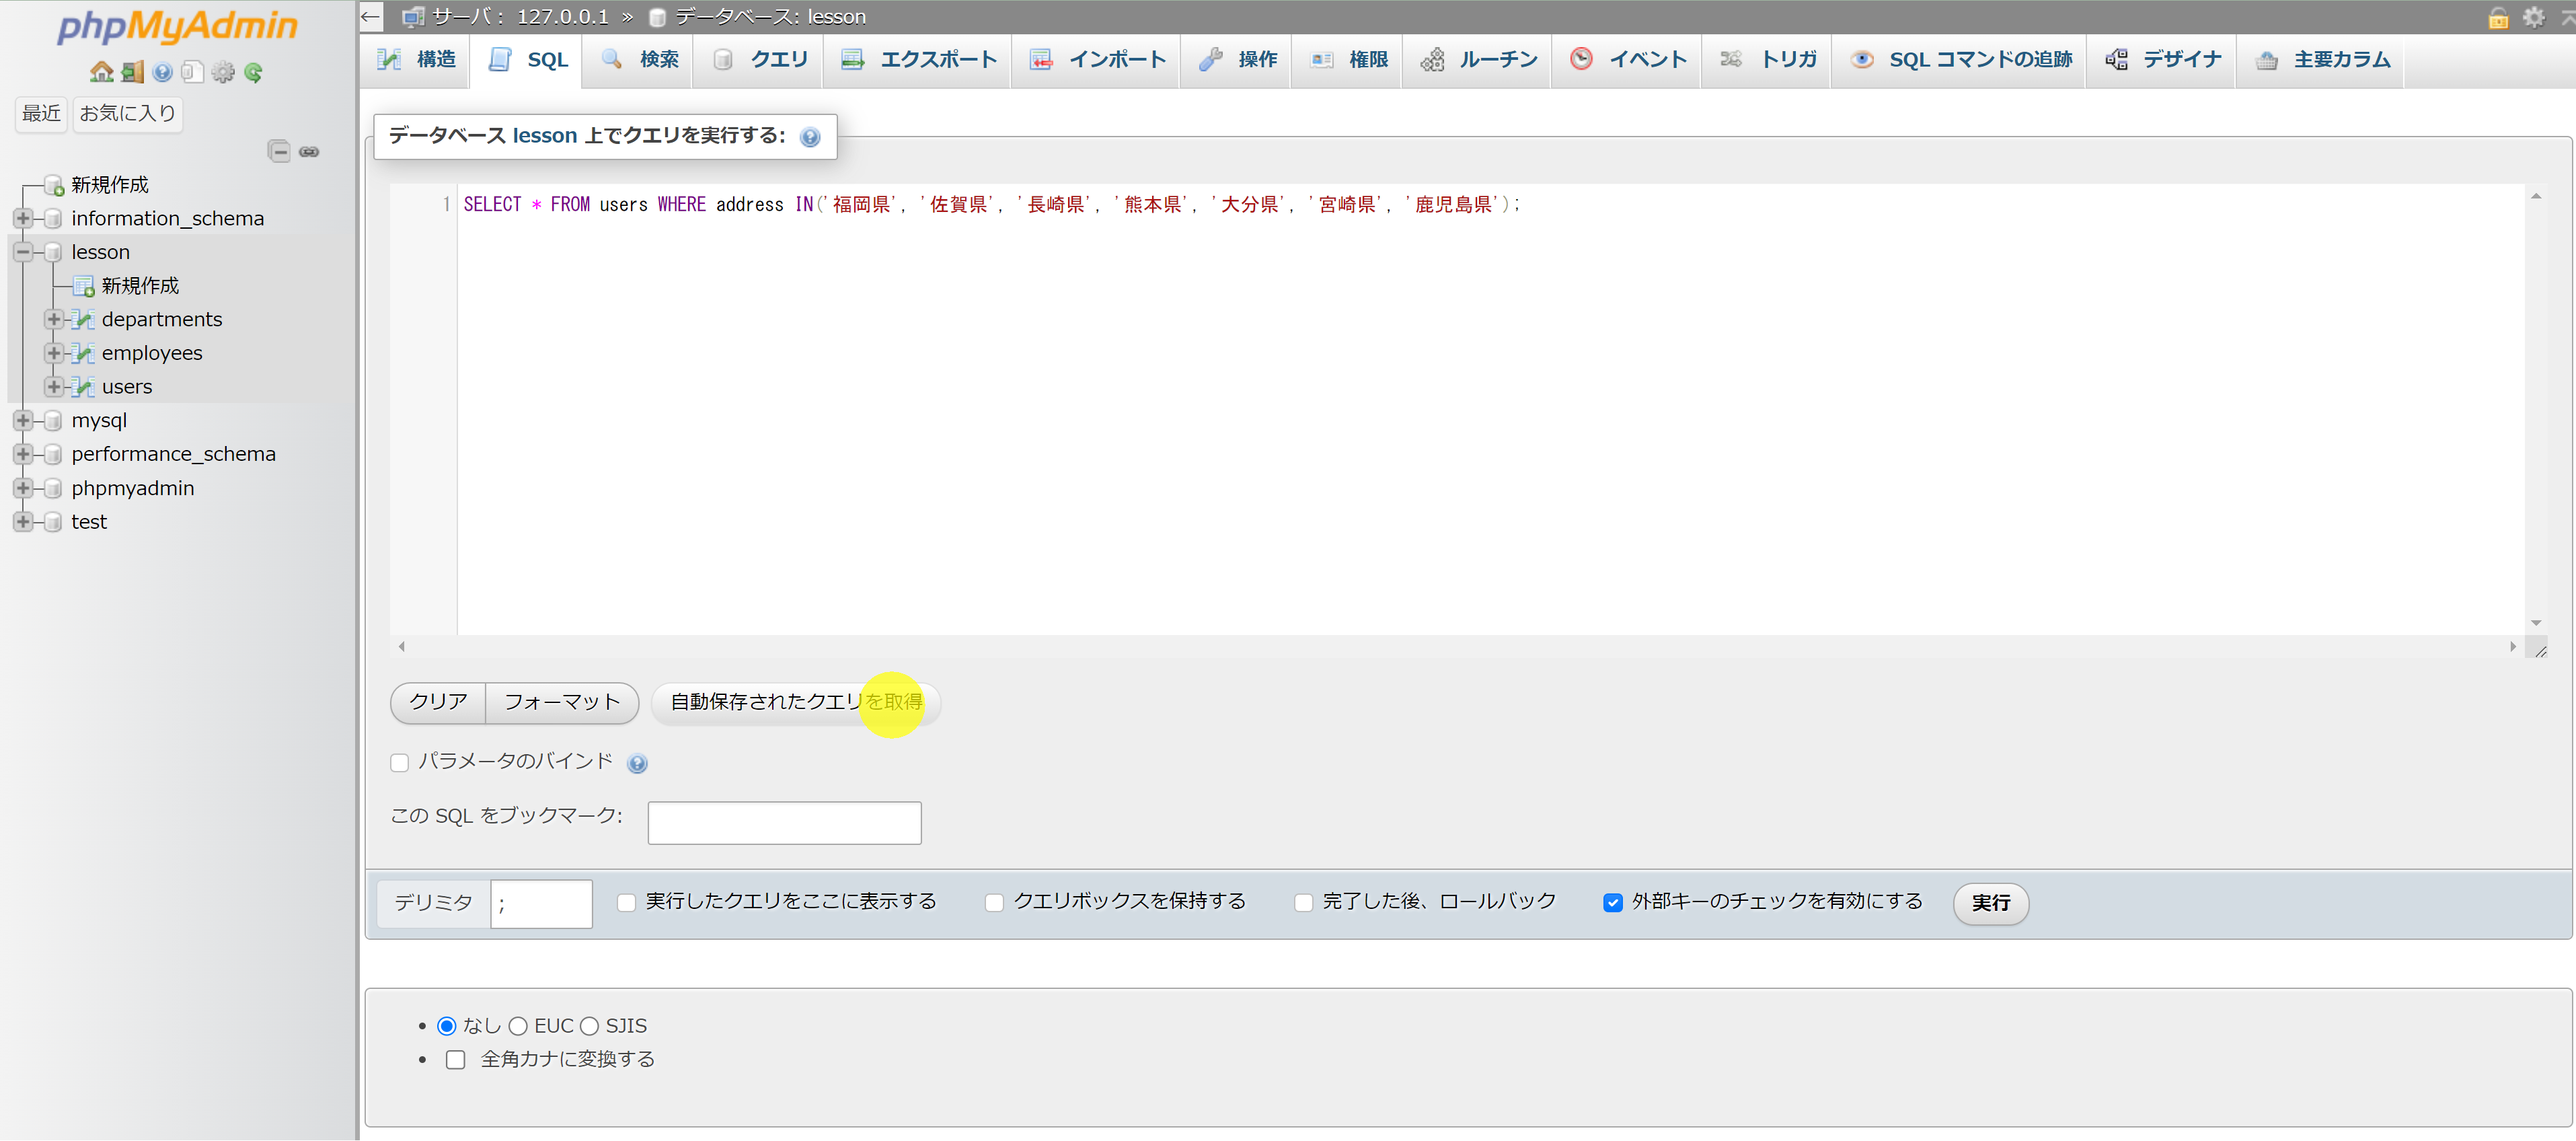 phpMyAdmin
最近 お気に入り
新規作成
information_schema
lesson
新規作成
departments
employees
users
mysql
performance_schema
phpmyadmin
test
← サーバ: 127.0.0.1 » データベース: lesson
構造 SQL 検索 クエリ エクスポート インポート 操作 権限 ルーチン イベント トリガ SQL コマンドの追跡 デザイナ 主要カラム
データベース lesson 上でクエリを実行する:
1 SELECT * FROM users WHERE address IN('福岡県', '佐賀県', '長崎県', '熊本県', '大分県', '宮崎県', '鹿児島県');
クリア フォーマット 自動保存されたクエリを取得
パラメータのバインド
この SQL をブックマーク:
デリミタ ; 実行したクエリをここに表示する クエリボックスを保持する 完了した後、ロールバック 外部キーのチェックを有効にする 実行
なし EUC SJIS
全角カナに変換する